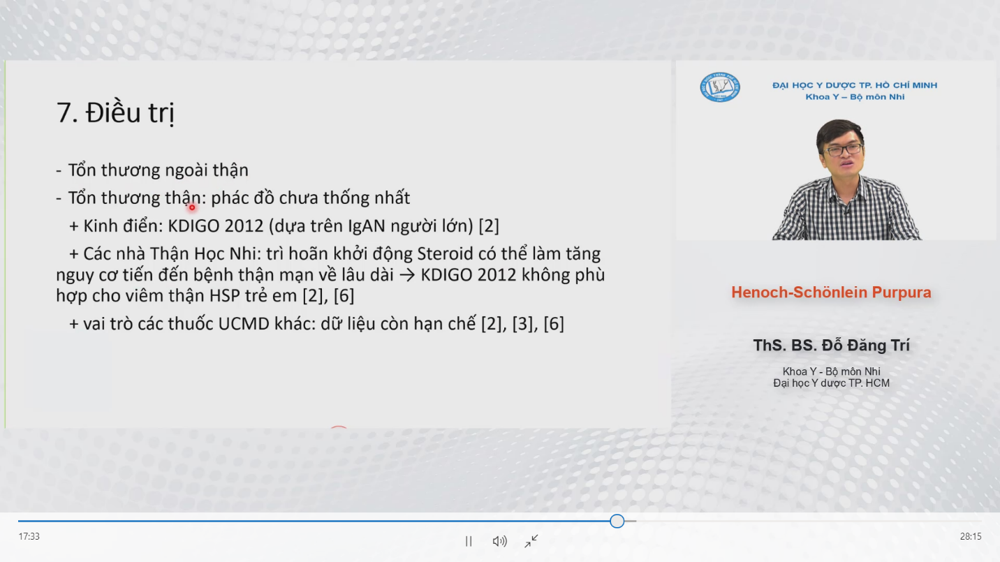 7. Điều trị
- Tổn thương ngoài thận
- Tổn thương thận: phác đồ chưa thống nhất
+ Kinh điển: KDIGO 2012 (dựa trên IgAN người lớn) [2]
+ Các nhà Thận Học Nhi: trì hoãn khởi động Steroid có thể làm tăng
nguy cơ tiến đến bệnh thận mạn về lâu dài → KDIGO 2012 không phù
hợp cho viêm thận HSP trẻ em [2], [6]
+ vai trò các thuốc UCMD khác: dữ liệu còn hạn chế [2], [3], [6]
ĐẠI HỌC Y DƯỢC TP. HỒ CHÍ MINH
Khoa Y – Bộ môn Nhi
Henoch-Schönlein Purpura
ThS. BS. Đỗ Đăng Trí
Khoa Y - Bộ môn Nhi
Đại học Y dược TP. HCM
17:33
28:15